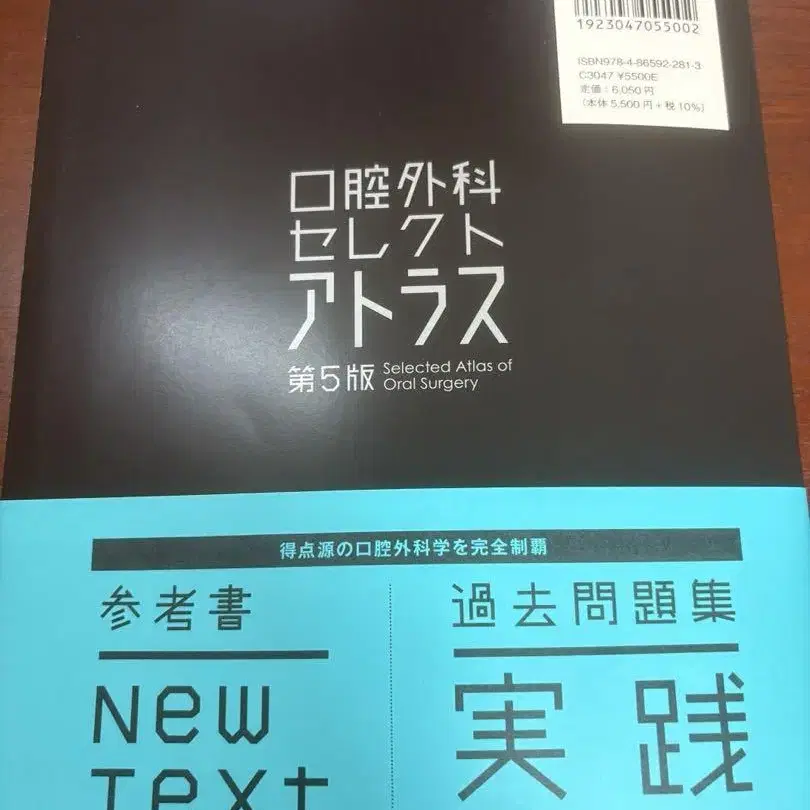 1923047055002
ISBN978-4-86592-281-3
C3047 ¥5500E
定価：6,050円
（本体5,500円＋税10%）
口腔外科
セレクト
アトラス
第5版 Selected Atlas of Oral Surgery
得点源の口腔外科学を完全制覇
参考書
New
Text
過去問題集
実践